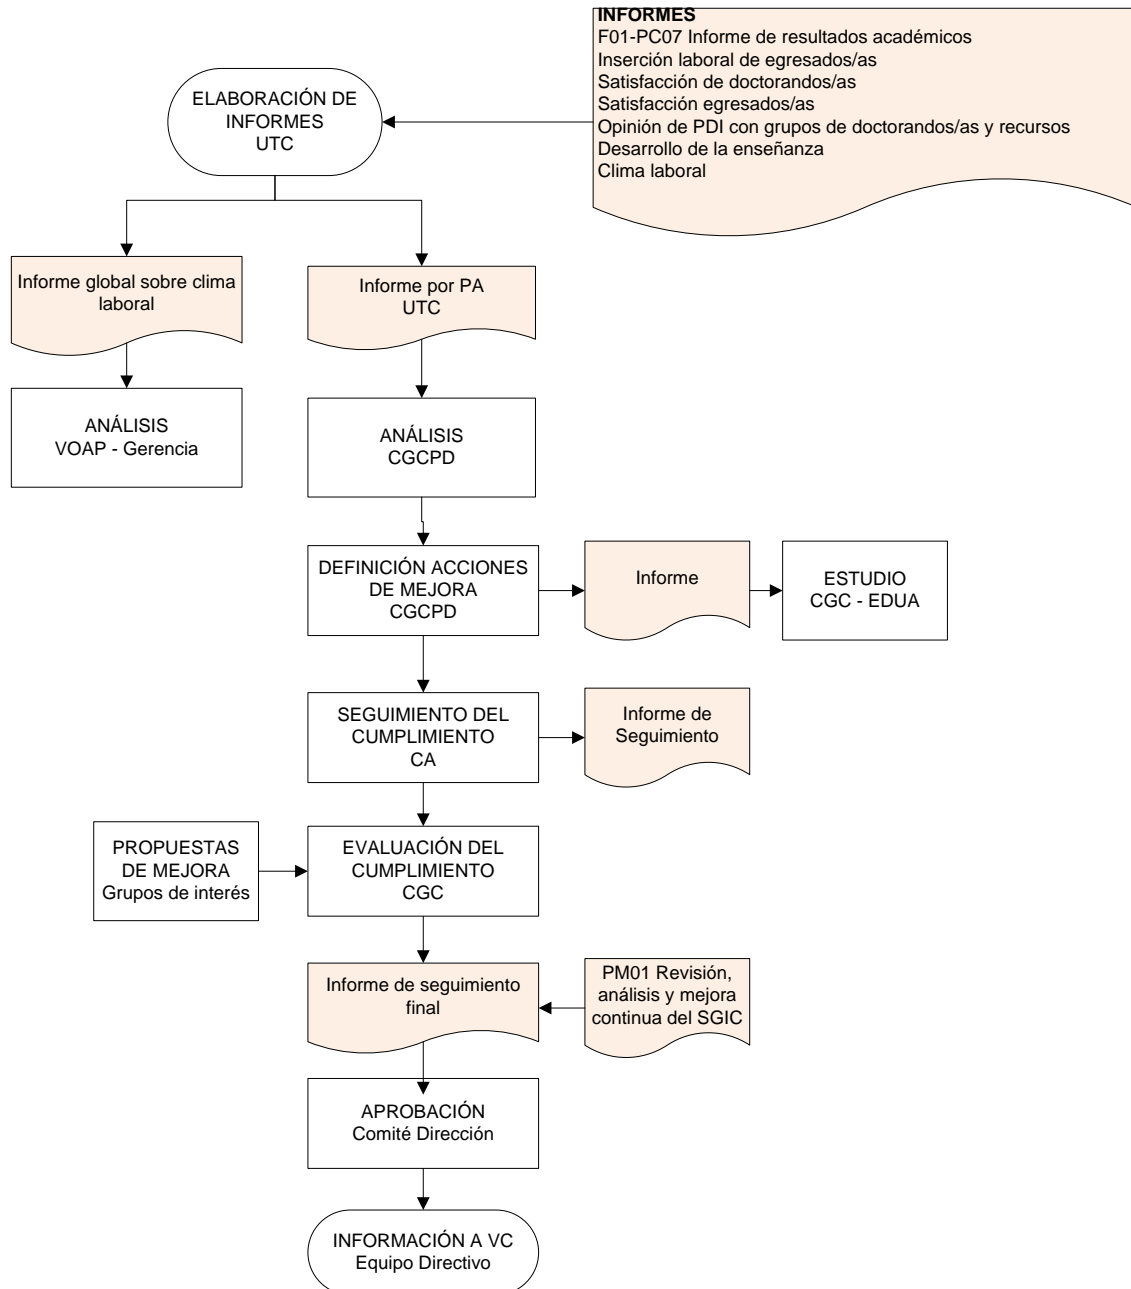 INFORMES
F01-PC07 Informe de resultados académicos
Inserción laboral de egresados/as
Satisfacción de doctorandos/as
Satisfacción egresados/as
Opinión de PDI con grupos de doctorandos/as y recursos
Desarrollo de la enseñanza
Clima laboral
ELABORACIÓN DE
INFORMES
UTC
Informe global sobre clima
laboral
Informe por PA
UTC
ANÁLISIS
VOAP - Gerencia
ANÁLISIS
CGCPD
DEFINICIÓN ACCIONES
DE MEJORA
CGCPD
Informe
ESTUDIO
CGC - EDUA
SEGUIMIENTO DEL
CUMPLIMIENTO
CA
Informe de
Seguimiento
PROPUESTAS
DE MEJORA
Grupos de interés
EVALUACIÓN DEL
CUMPLIMIENTO
CGC
Informe de seguimiento
final
PM01 Revisión,
análisis y mejora
continua del SGIC
APROBACIÓN
Comité Dirección
INFORMACIÓN A VC
Equipo Directivo